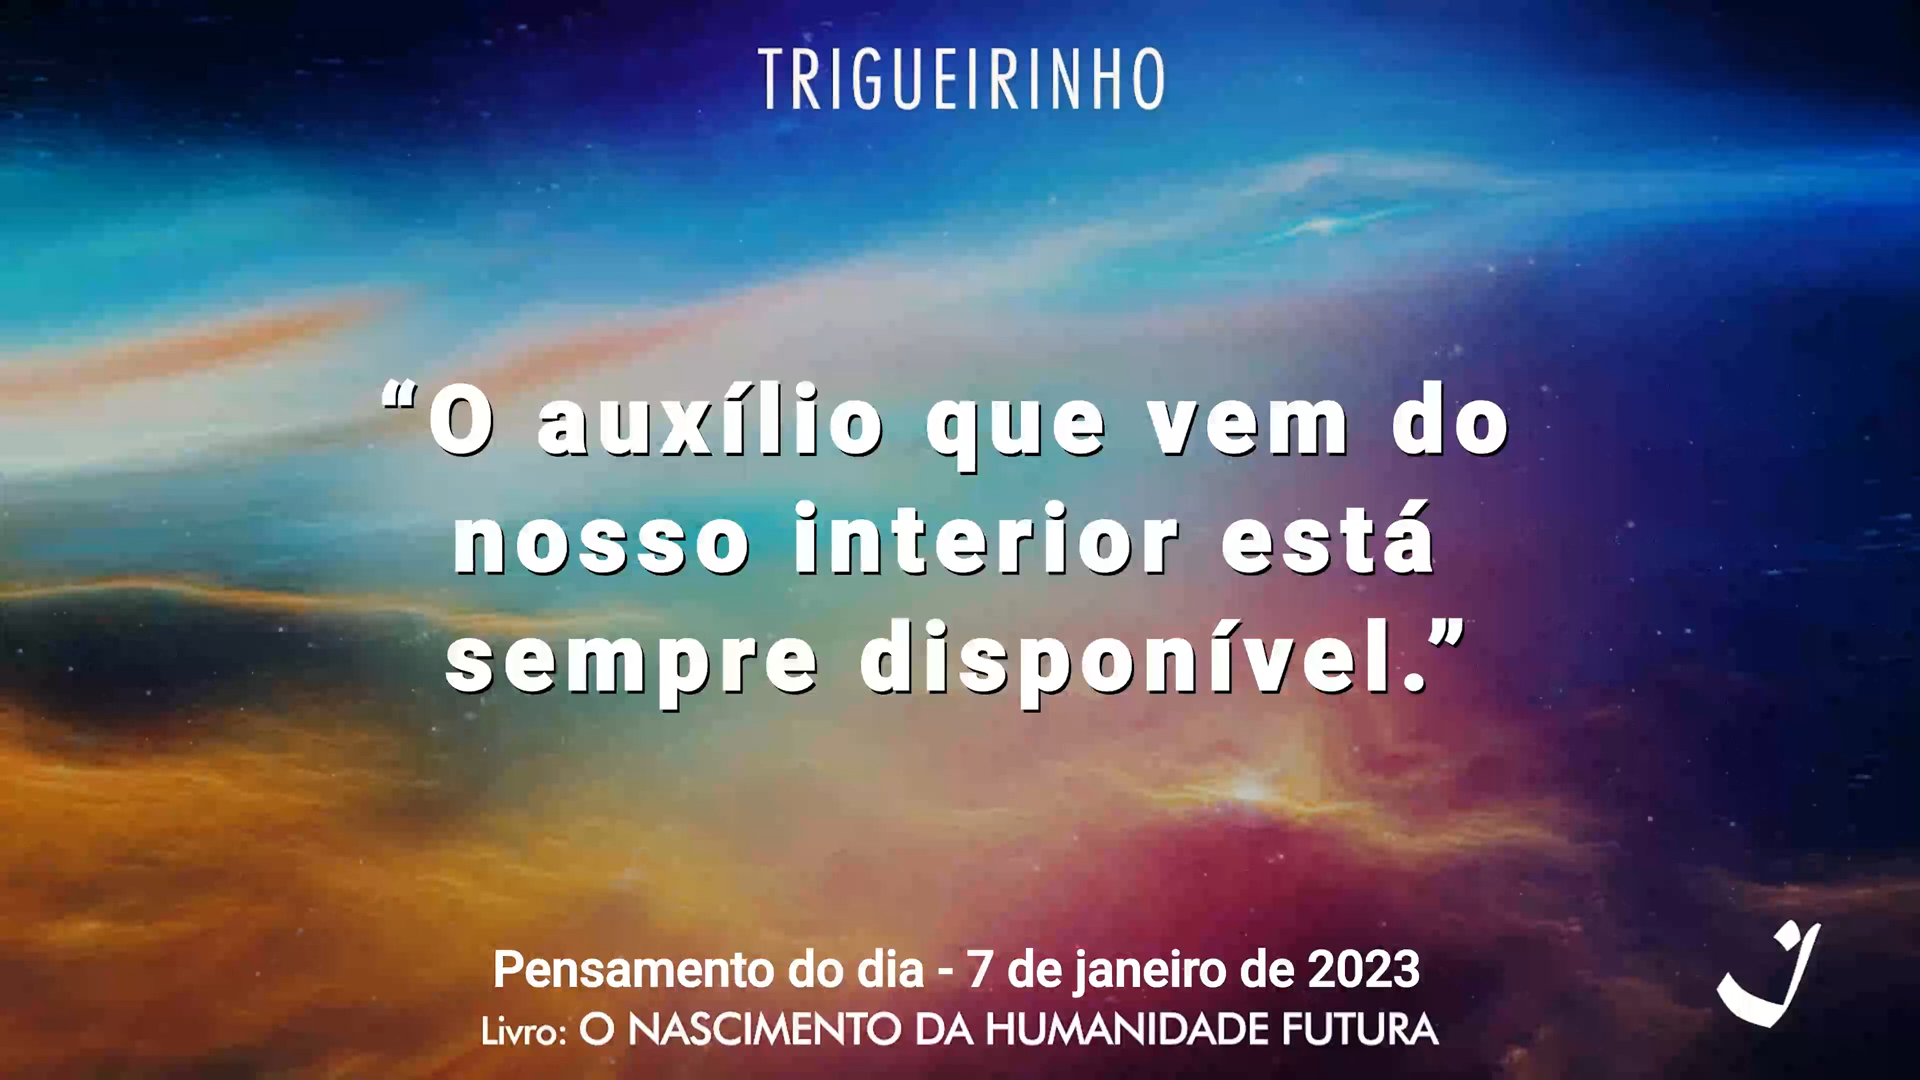 TRIGUEIRINHO
“O auxílio que vem do
nosso interior está
sempre disponível.”
Pensamento do dia - 7 de janeiro de 2023
Livro: O NASCIMENTO DA HUMANIDADE FUTURA